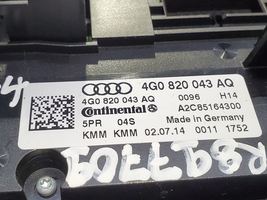 4G0 820 043 AQ
4G0 820 043 AQ 0096 H14
Continental A2C85164300
5PR 04S Made in Germany
KMM KMM 02.07.14 0011 1752